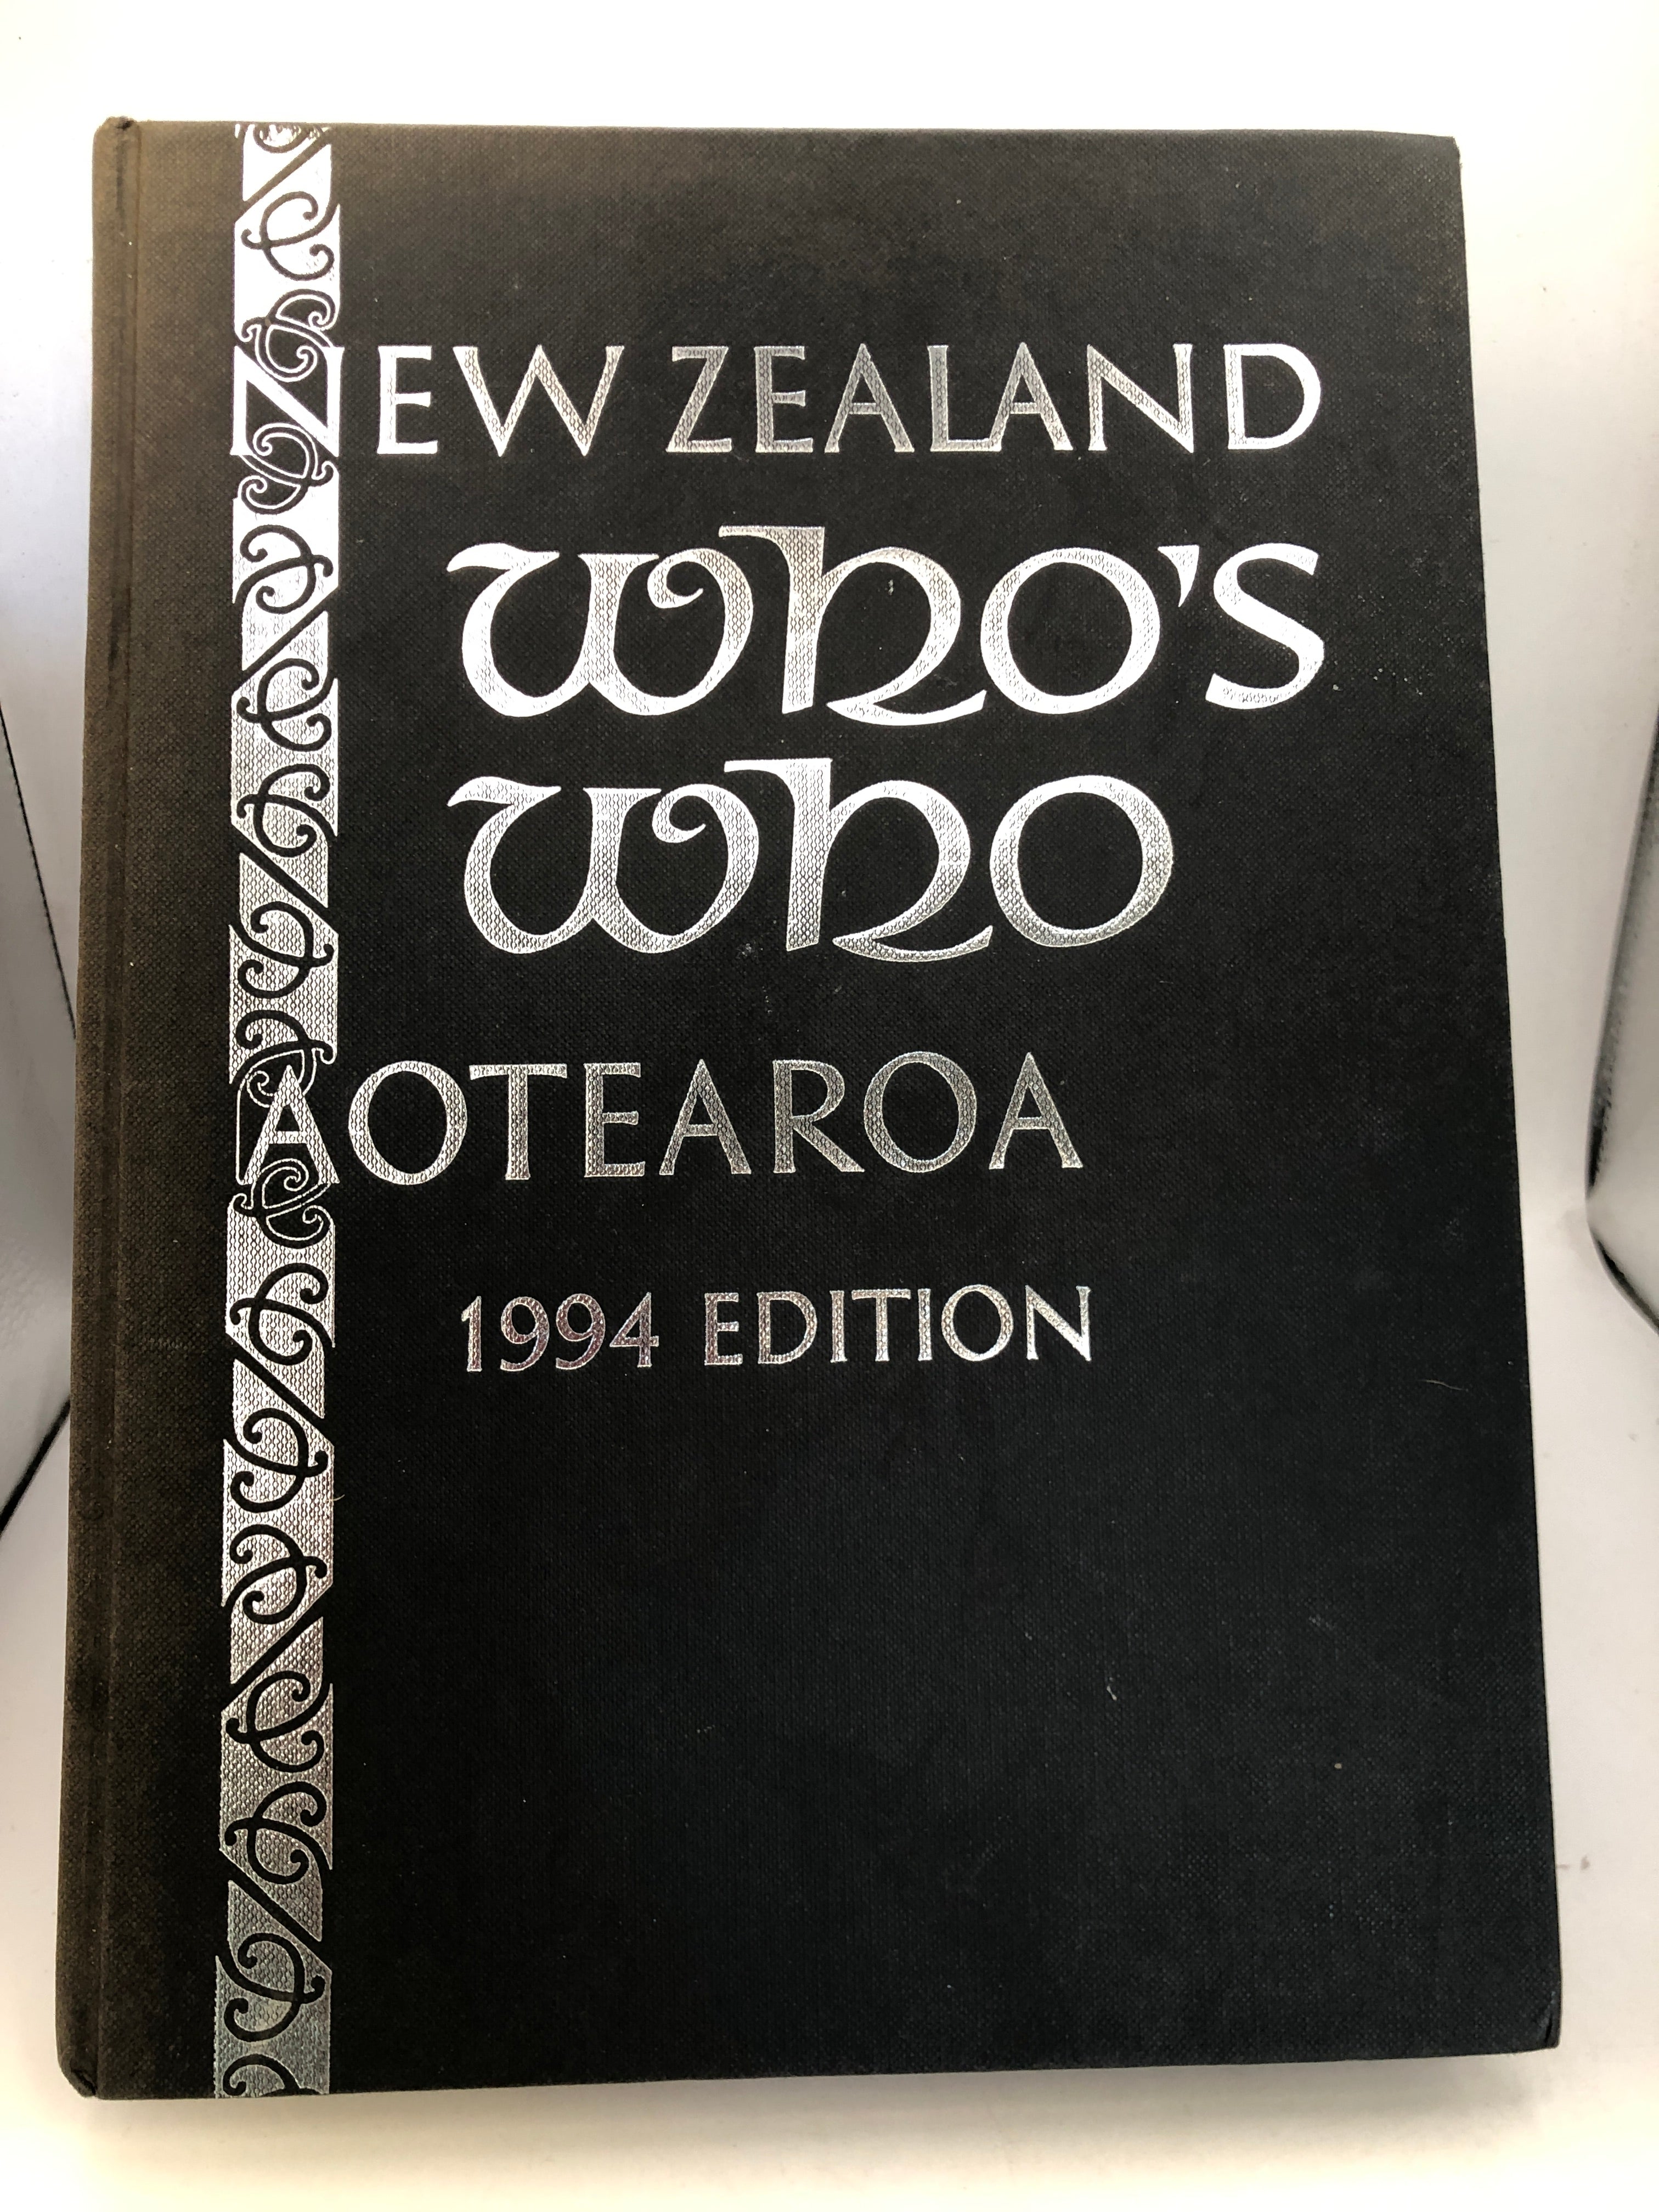 NEW ZEALAND
WHO'S
WHO
AOTEAROA
1994 EDITION